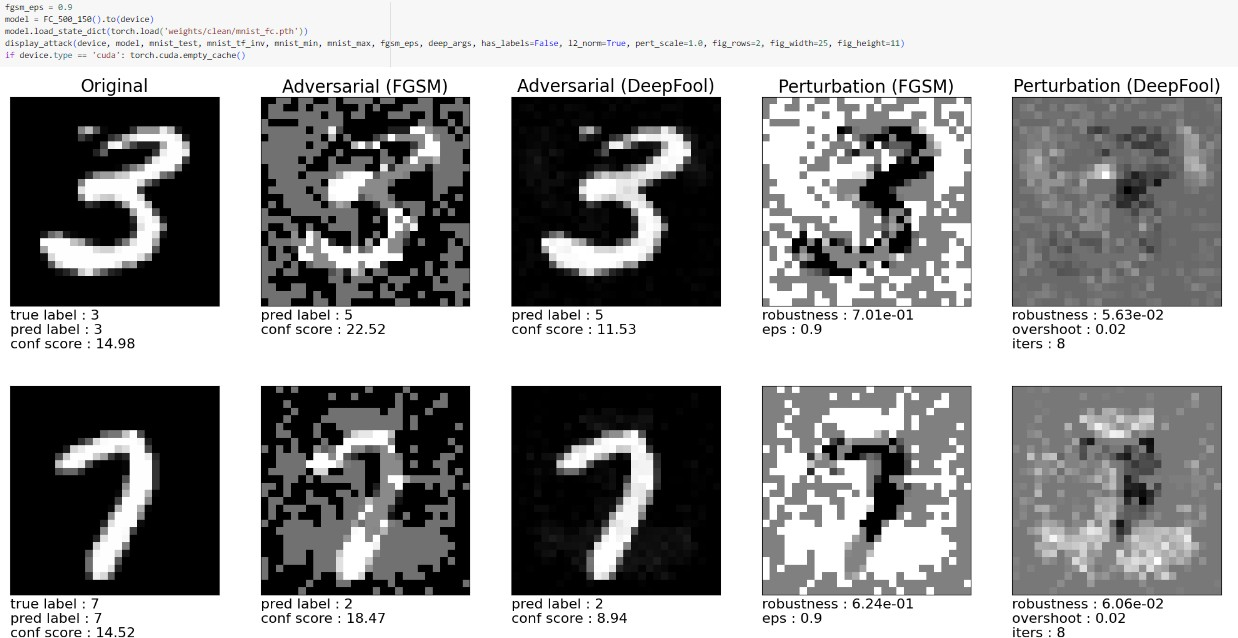 fgsm_eps = 0.9
model = FC_500_150().to(device)
model.load_state_dict(torch.load('weights/clean/mnist_fc.pth'))
display_attack(device, model, mnist_test, mnist_tf_inv, mnist_min, mnist_max, fgsm_eps, deep_args, has_labels=False, l2_norm=True, pert_scale=1.0, fig_rows=2, fig_width=25, fig_height=11)
if device.type == 'cuda': torch.cuda.empty_cache()
Original
Adversarial (FGSM)
Adversarial (DeepFool)
Perturbation (FGSM)
Perturbation (DeepFool)
true label : 3
pred label : 3
conf score : 14.98
pred label : 5
conf score : 22.52
pred label : 5
conf score : 11.53
robustness : 7.01e-01
eps : 0.9
robustness : 5.63e-02
overshoot : 0.02
iters : 8
true label : 7
pred label : 7
conf score : 14.52
pred label : 2
conf score : 18.47
pred label : 2
conf score : 8.94
robustness : 6.24e-01
eps : 0.9
robustness : 6.06e-02
overshoot : 0.02
iters : 8